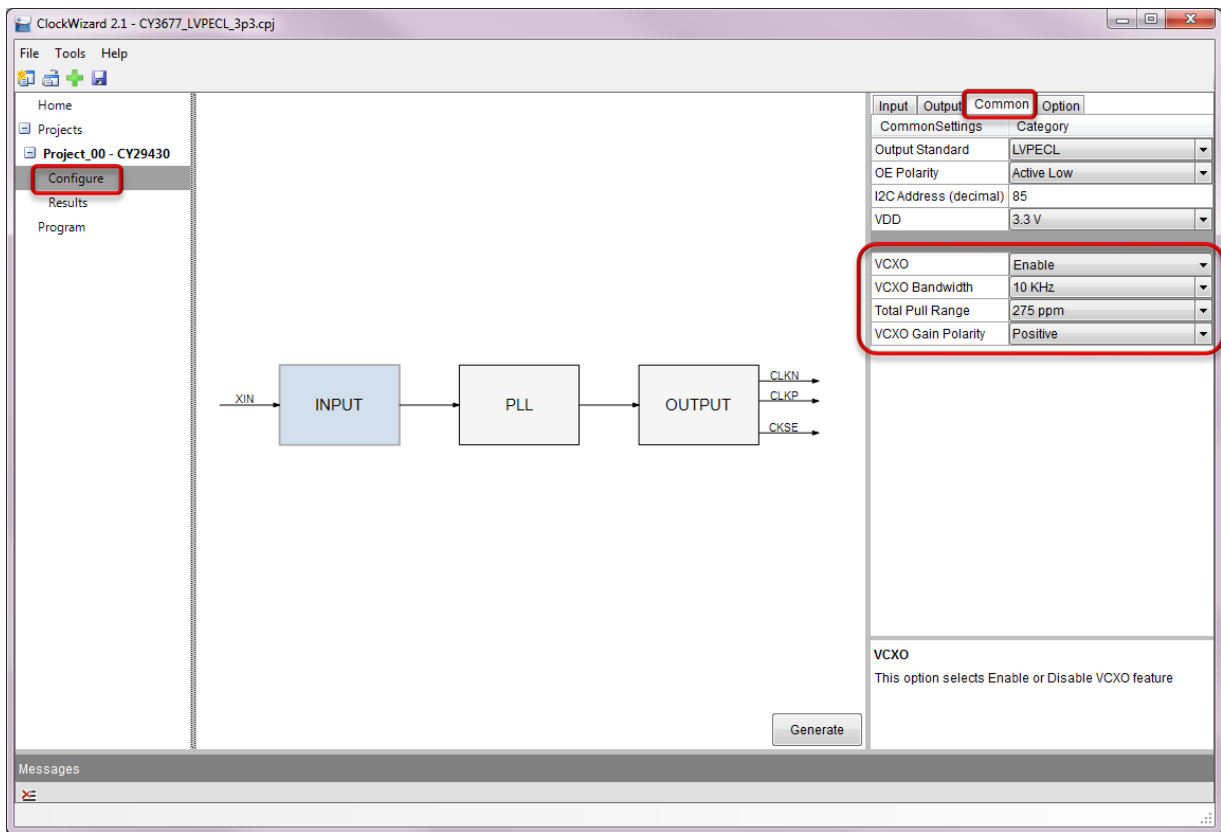 ClockWizard 2.1 - CY3677_LVPECL_3p3.cpj
File Tools Help
Home
Projects
Project_00 - CY29430
Configure
Results
Program
XIN
INPUT
PLL
OUTPUT
CLKN
CLKP
CKSE
Generate
Input Output Common Option
CommonSettings Category
Output Standard LVPECL
OE Polarity Active Low
I2C Address (decimal) 85
VDD 3.3 V
VCXO Enable
VCXO Bandwidth 10 KHz
Total Pull Range 275 ppm
VCXO Gain Polarity Positive
VCXO
This option selects Enable or Disable VCXO feature
Messages